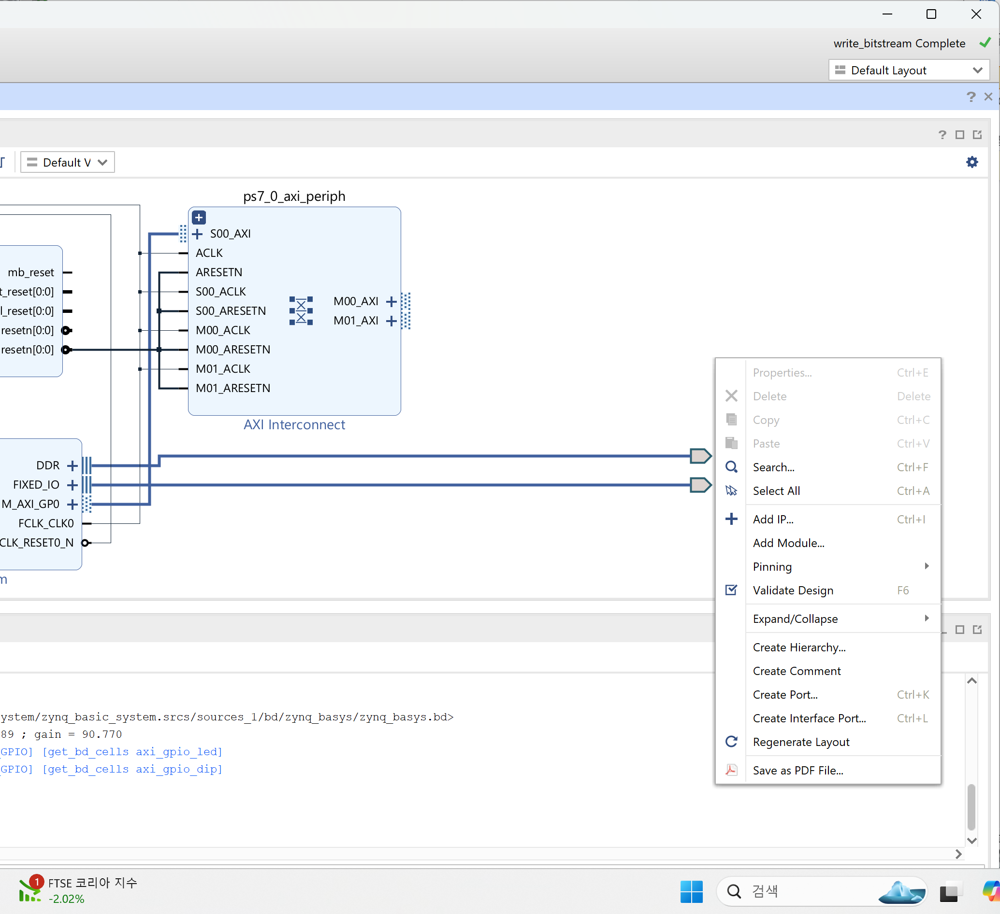 write_bitstream Complete
Default Layout
Default V
ps7_0_axi_periph
S00_AXI
ACLK
ARESETN
S00_ACLK
S00_ARESETN
M00_ACLK
M00_ARESETN
M01_ACLK
M01_ARESETN
M00_AXI
M01_AXI
AXI Interconnect
mb_reset
t_reset[0:0]
l_reset[0:0]
resetn[0:0]
resetn[0:0]
DDR
FIXED_IO
M_AXI_GP0
FCLK_CLK0
CLK_RESET0_N
m
Properties... Ctrl+E
Delete Delete
Copy Ctrl+C
Paste Ctrl+V
Search... Ctrl+F
Select All Ctrl+A
Add IP... Ctrl+I
Add Module...
Pinning
Validate Design F6
Expand/Collapse
Create Hierarchy...
Create Comment
Create Port... Ctrl+K
Create Interface Port... Ctrl+L
Regenerate Layout
Save as PDF File...
ystem/zynq_basic_system.srcs/sources_1/bd/zynq_basys/zynq_basys.bd>
89 ; gain = 90.770
GPIO] [get_bd_cells axi_gpio_led]
GPIO] [get_bd_cells axi_gpio_dip]
1
FTSE 코리아 지수
-2.02%
검색